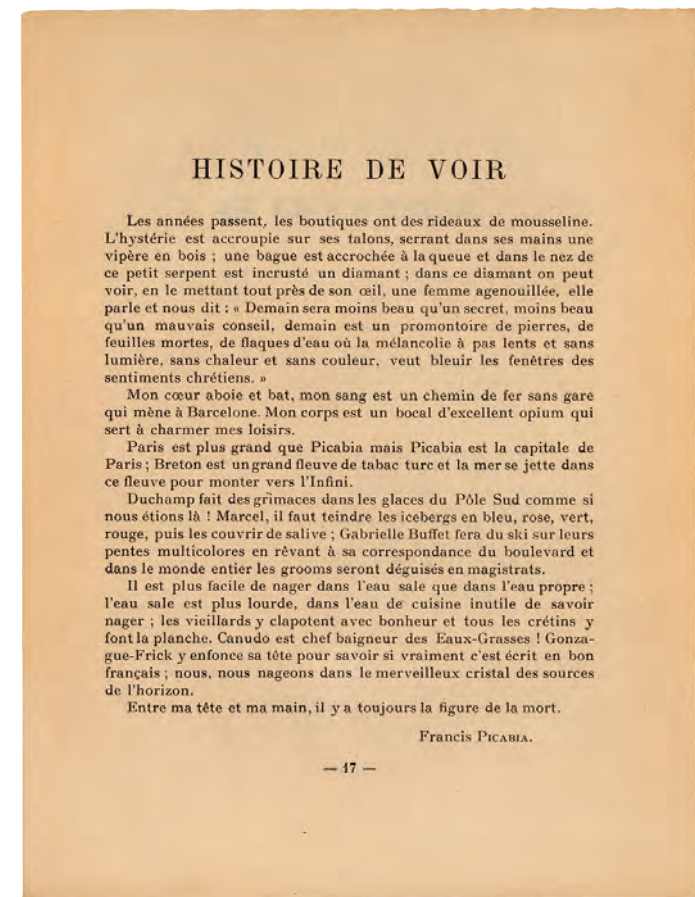 HISTOIRE DE VOIR
Les années passent, les boutiques ont des rideaux de mousseline.
L'hystérie est accroupie sur ses talons, serrant dans ses mains une
vipère en bois ; une bague est accrochée à la queue et dans le nez de
ce petit serpent est incrusté un diamant ; dans ce diamant on peut
voir, en le mettant tout près de son œil, une femme agenouillée, elle
parle et nous dit : « Demain sera moins beau qu'un secret, moins beau
qu'un mauvais conseil, demain est un promontoire de pierres, de
feuilles mortes, de flaques d'eau où la mélancolie à pas lents et sans
lumière, sans chaleur et sans couleur, veut bleuir les fenêtres des
sentiments chrétiens. »
Mon cœur aboie et bat, mon sang est un chemin de fer sans gare
qui mène à Barcelone. Mon corps est un bocal d'excellent opium qui
sert à charmer mes loisirs.
Paris est plus grand que Picabia mais Picabia est la capitale de
Paris ; Breton est un grand fleuve de tabac turc et la mer se jette dans
ce fleuve pour monter vers l'Infini.
Duchamp fait des grimaces dans les glaces du Pôle Sud comme si
nous étions là ! Marcel, il faut teindre les icebergs en bleu, rose, vert,
rouge, puis les couvrir de salive ; Gabrielle Buffet fera du ski sur leurs
pentes multicolores en rêvant à sa correspondance du boulevard et
dans le monde entier les grooms seront déguisés en magistrats.
Il est plus facile de nager dans l'eau sale que dans l'eau propre ;
l'eau sale est plus lourde, dans l'eau de cuisine inutile de savoir
nager ; les vieillards y clapotent avec bonheur et tous les crétins y
font la planche. Canudo est chef baigneur des Eaux-Grasses ! Gonza-
gue-Frick y enfonce sa tête pour savoir si vraiment c'est écrit en bon
français ; nous, nous nageons dans le merveilleux cristal des sources
de l'horizon.
Entre ma tête et ma main, il y a toujours la figure de la mort.
Francis PICABIA.
— 17 —